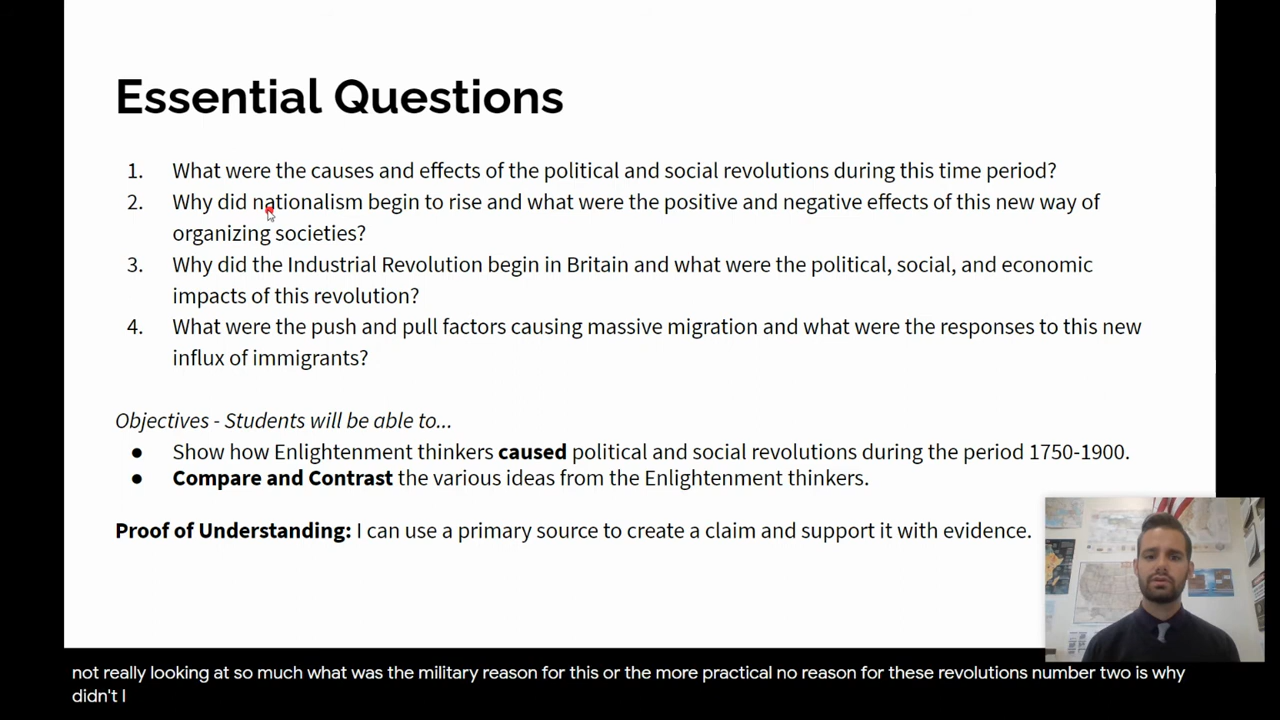 Essential Questions
1. What were the causes and effects of the political and social revolutions during this time period?
2. Why did nationalism begin to rise and what were the positive and negative effects of this new way of
organizing societies?
3. Why did the Industrial Revolution begin in Britain and what were the political, social, and economic
impacts of this revolution?
4. What were the push and pull factors causing massive migration and what were the responses to this new
influx of immigrants?
Objectives - Students will be able to...
● Show how Enlightenment thinkers caused political and social revolutions during the period 1750-1900.
● Compare and Contrast the various ideas from the Enlightenment thinkers.
Proof of Understanding: I can use a primary source to create a claim and support it with evidence.
not really looking at so much what was the military reason for this or the more practical no reason for these revolutions number two is why
didn't I